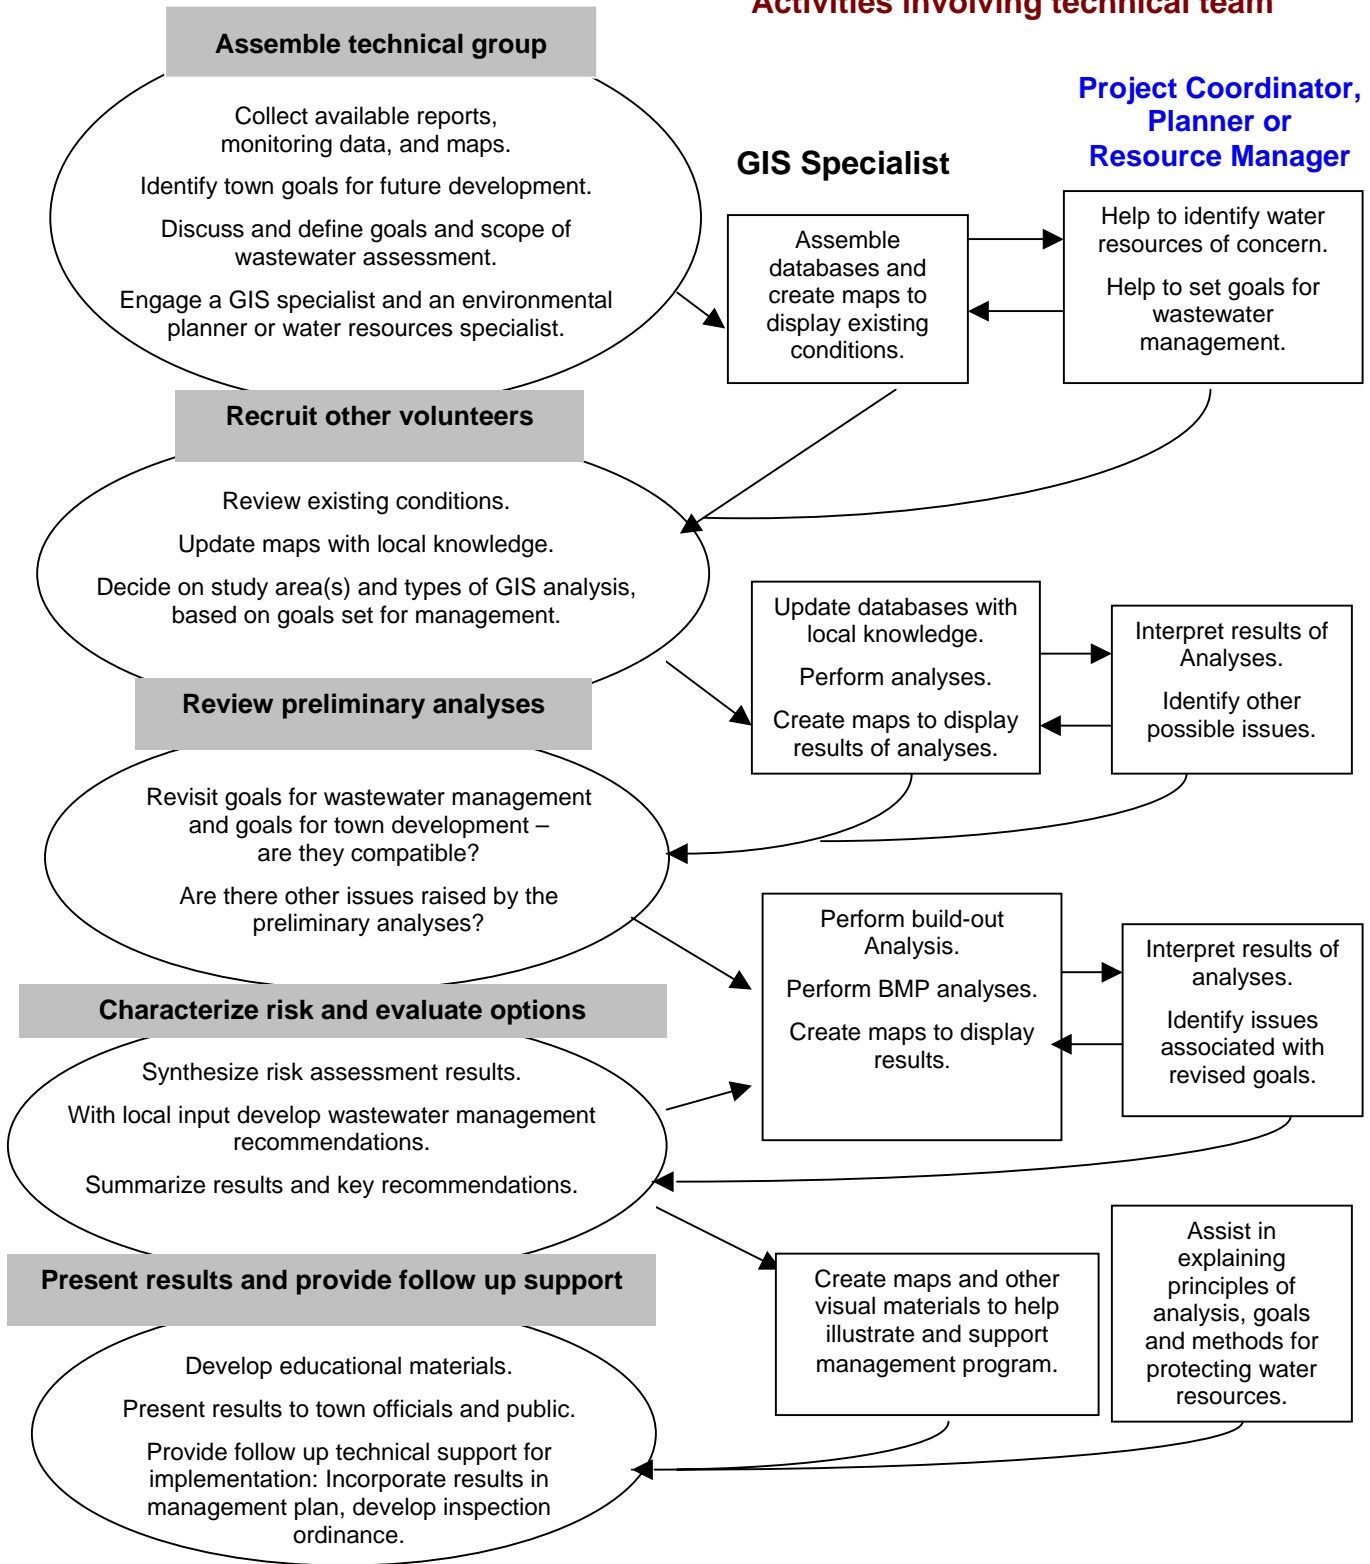 Activities involving technical team
Assemble technical group
Collect available reports,
monitoring data, and maps.
Identify town goals for future development.
Discuss and define goals and scope of
wastewater assessment.
Engage a GIS specialist and an environmental
planner or water resources specialist.
GIS Specialist
Project Coordinator,
Planner or
Resource Manager
Assemble
databases and
create maps to
display existing
conditions.
Help to identify water
resources of concern.
Help to set goals for
wastewater
management.
Recruit other volunteers
Review existing conditions.
Update maps with local knowledge.
Decide on study area(s) and types of GIS analysis,
based on goals set for management.
Update databases with
local knowledge.
Perform analyses.
Create maps to display
results of analyses.
Interpret results of
Analyses.
Identify other
possible issues.
Review preliminary analyses
Revisit goals for wastewater management
and goals for town development –
are they compatible?
Are there other issues raised by the
preliminary analyses?
Perform build-out
Analysis.
Perform BMP analyses.
Create maps to display
results.
Interpret results of
analyses.
Identify issues
associated with
revised goals.
Characterize risk and evaluate options
Synthesize risk assessment results.
With local input develop wastewater management
recommendations.
Summarize results and key recommendations.
Create maps and other
visual materials to help
illustrate and support
management program.
Assist in
explaining
principles of
analysis, goals
and methods for
protecting water
resources.
Present results and provide follow up support
Develop educational materials.
Present results to town officials and public.
Provide follow up technical support for
implementation: Incorporate results in
management plan, develop inspection
ordinance.